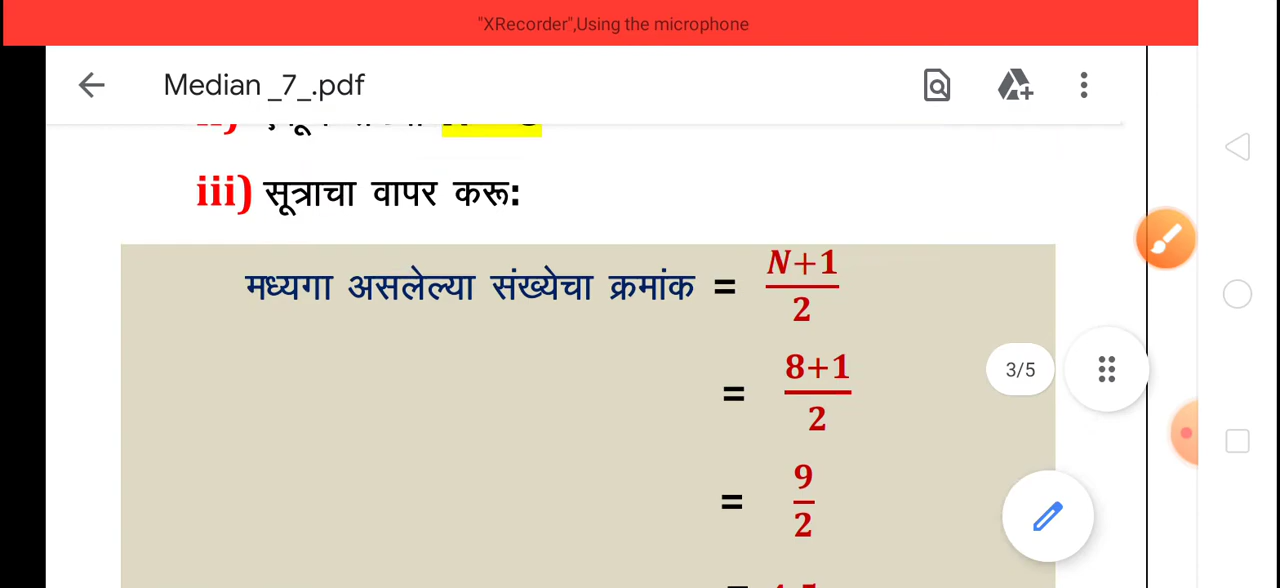 "XRecorder",Using the microphone
Median _7_.pdf
iii) सूत्राचा वापर करू:
मध्यगा असलेल्या संख्येचा क्रमांक = N+1
2
= 8+1
2
3/5
= 9
2
=